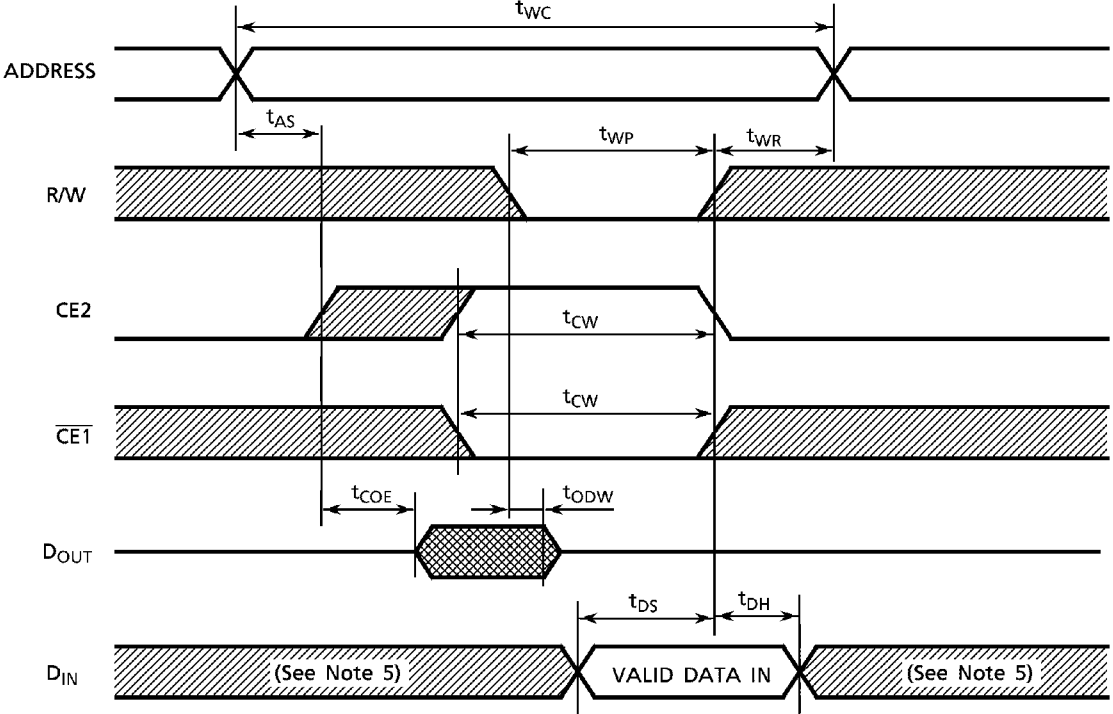 tWC
ADDRESS
tAS
tWP
tWR
R/W
CE2
tCW
tCW
CE1
tCOE
tODW
DOUT
tDS
tDH
DIN
(See Note 5)
VALID DATA IN
(See Note 5)